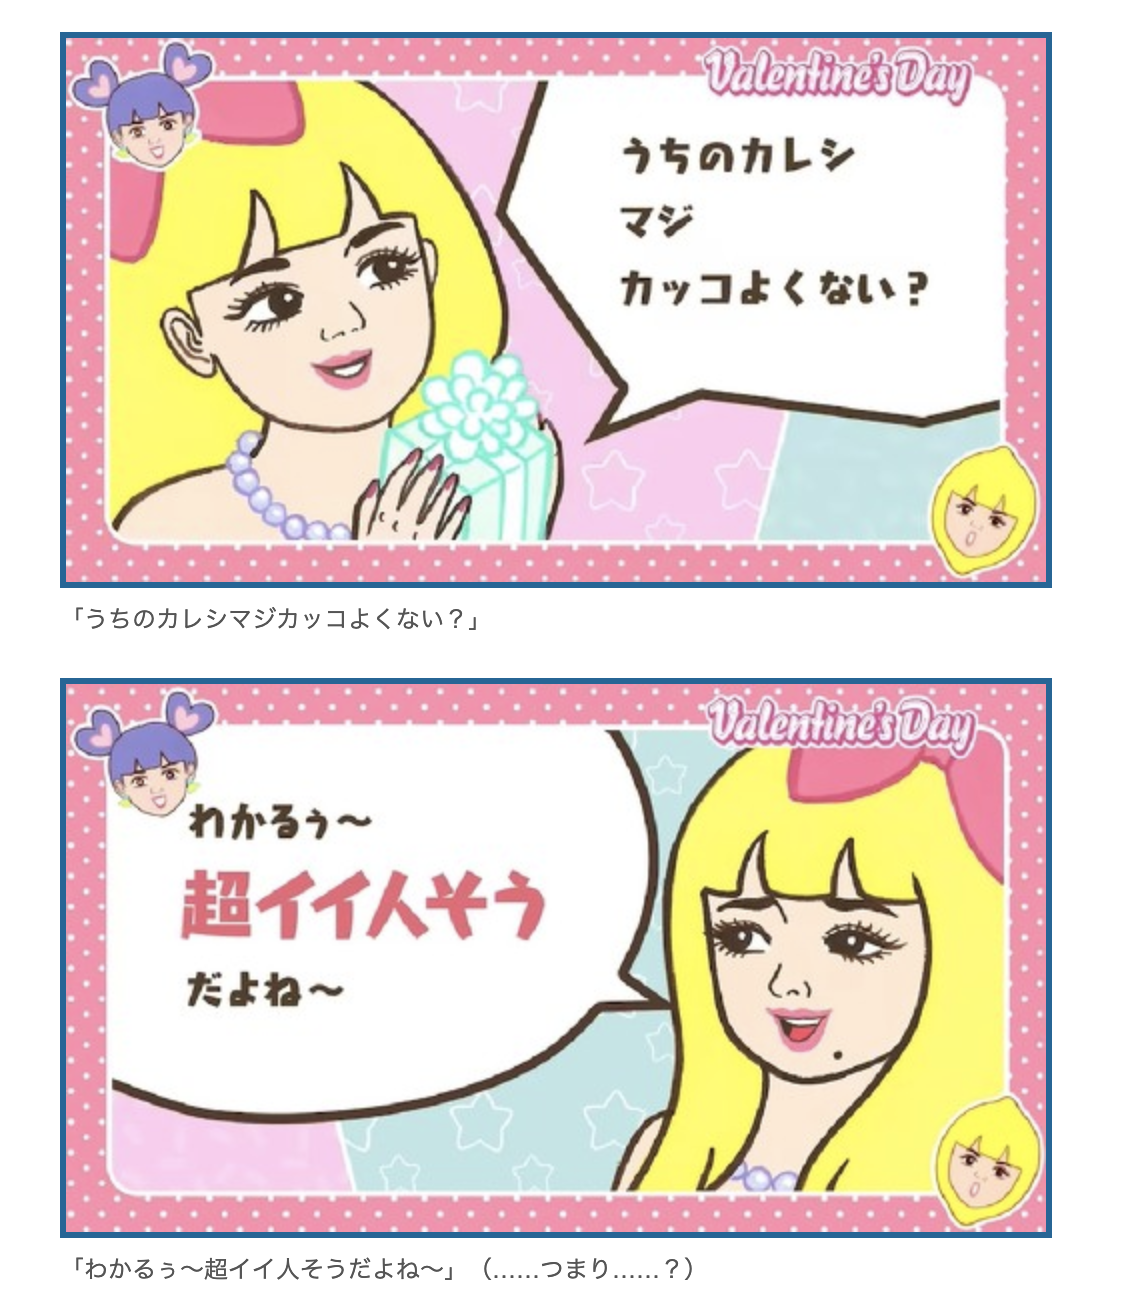 Valentine's Day
うちのカレシ
マジ
カッコよくない？
「うちのカレシマジカッコよくない？」
Valentine's Day
わかるぅ〜
超イイ人そう
だよね〜
「わかるぅ〜超イイ人そうだよね〜」（……つまり……？）